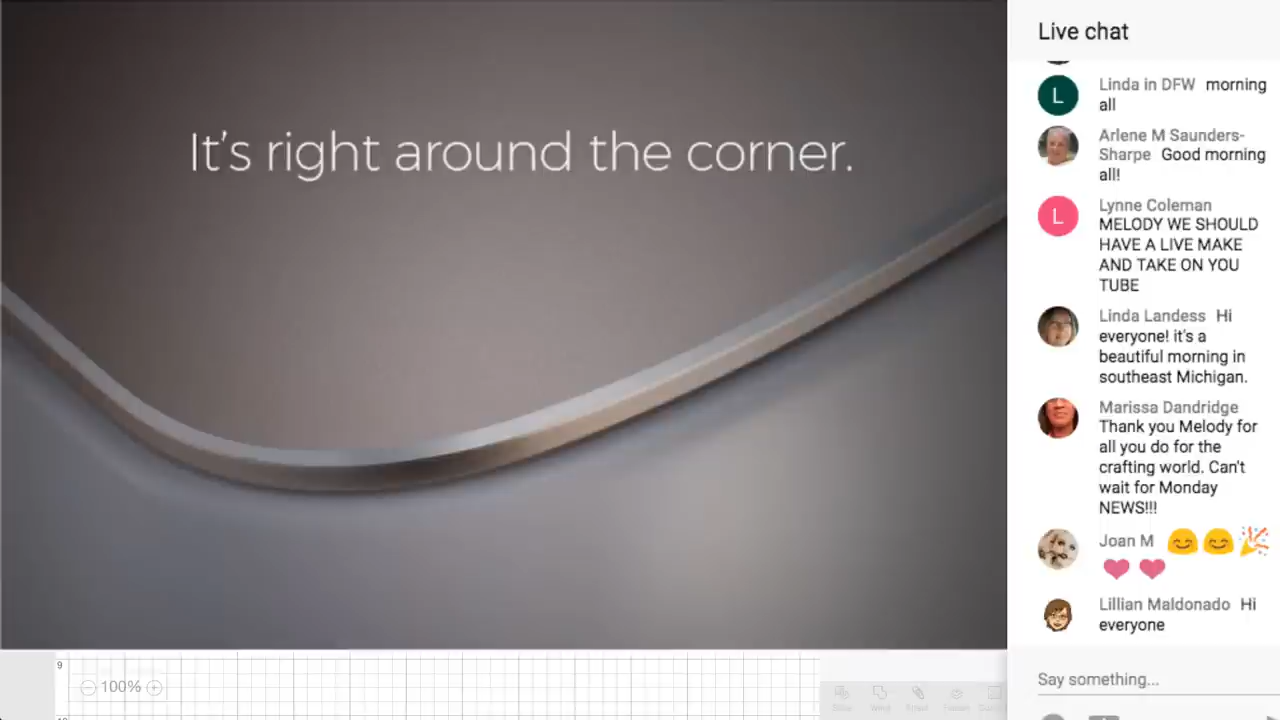 It's right around the corner.
Live chat
Linda in DFW morning
all
Arlene M Saunders-
Sharpe Good morning
all!
Lynne Coleman
MELODY WE SHOULD
HAVE A LIVE MAKE
AND TAKE ON YOU
TUBE
Linda Landess Hi
everyone! it's a
beautiful morning in
southeast Michigan.
Marissa Dandridge
Thank you Melody for
all you do for the
crafting world. Can't
wait for Monday
NEWS!!!
Joan M 😊😊🎉
❤ ❤
Lillian Maldonado Hi
everyone
Say something...
L
L
9
100%
Weld